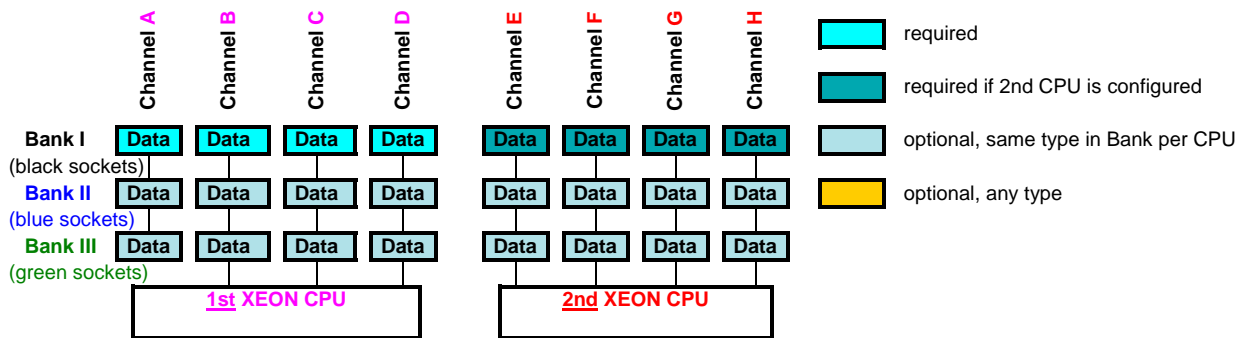 Channel A
Channel B
Channel C
Channel D
Channel E
Channel F
Channel G
Channel H
required
required if 2nd CPU is configured
optional, same type in Bank per CPU
optional, any type
Bank I
(black sockets)
Data Data Data Data Data Data Data Data
Bank II
(blue sockets)
Data Data Data Data Data Data Data Data
Bank III
(green sockets)
Data Data Data Data Data Data Data Data
1st XEON CPU
2nd XEON CPU